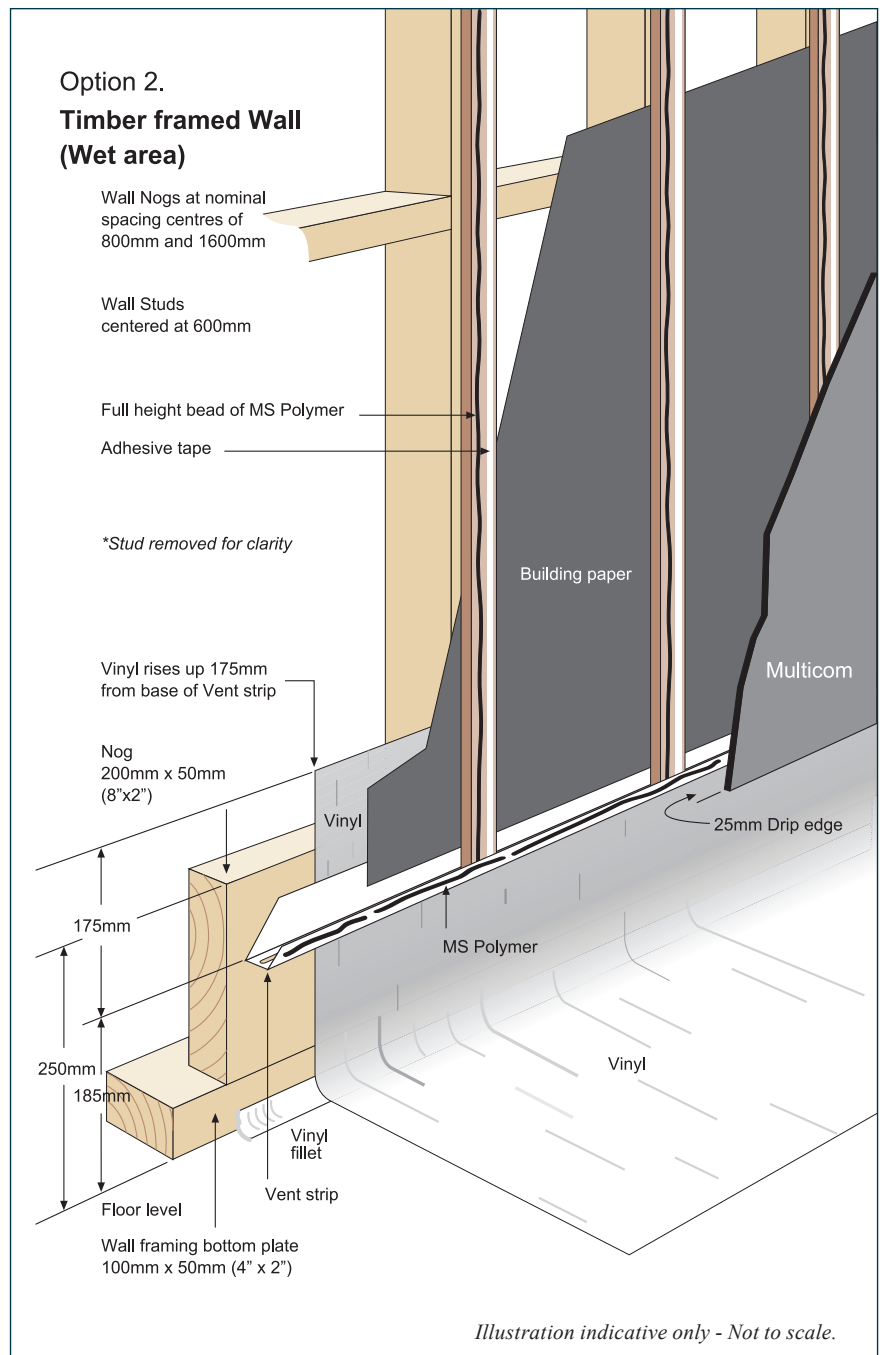 Option 2.
Timber framed Wall
(Wet area)
Wall Nogs at nominal
spacing centres of
800mm and 1600mm
Wall Studs
centered at 600mm
Full height bead of MS Polymer
Adhesive tape
*Stud removed for clarity
Building paper
Vinyl rises up 175mm
from base of Vent strip
Multicom
Nog
200mm x 50mm
(8"x2")
Vinyl
25mm Drip edge
175mm
MS Polymer
250mm
185mm
Vinyl
Vinyl
fillet
Vent strip
Floor level
Wall framing bottom plate
100mm x 50mm (4” x 2”)
Illustration indicative only - Not to scale.